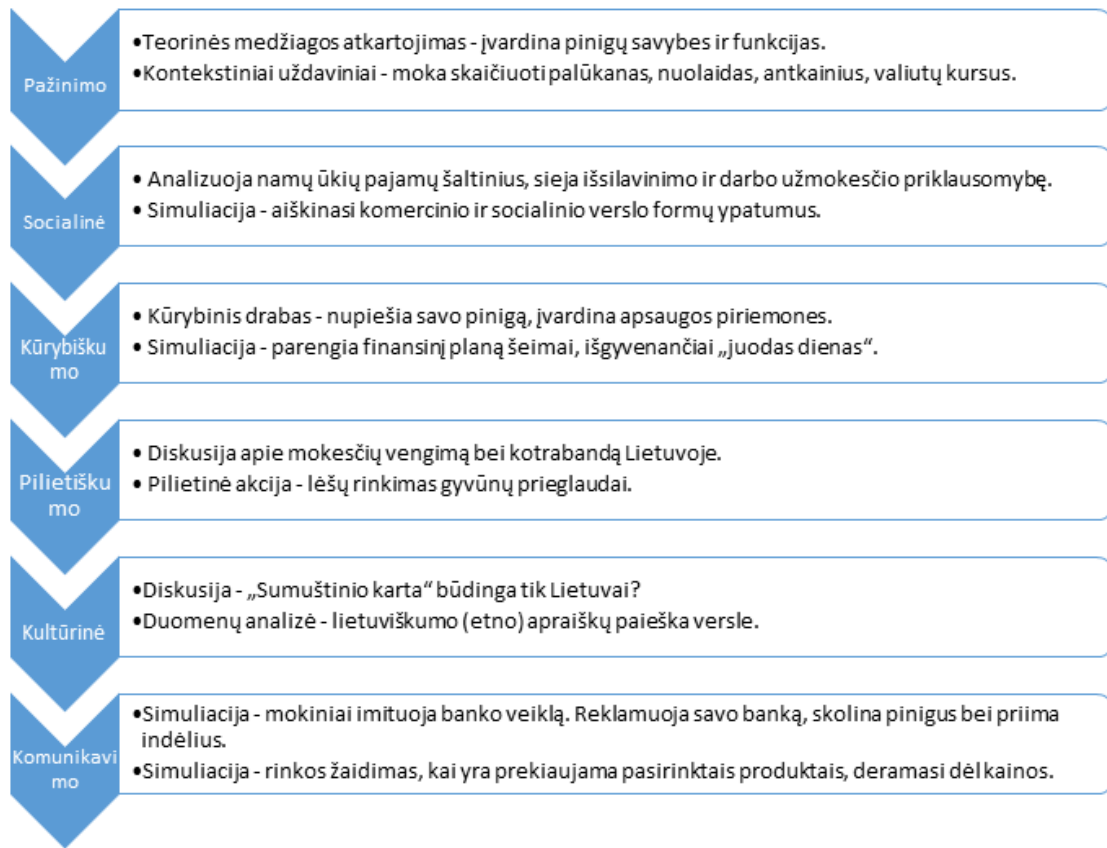 Pažinimo
•Teorinės medžiagos atkartojimas - įvardina pinigų savybes ir funkcijas.
•Kontekstiniai uždaviniai - moka skaičiuoti palūkanas, nuolaidas, antkainius, valiutų kursus.
Socialinė
• Analizuoja namų ūkių pajamų šaltinius, sieja išsilavinimo ir darbo užmokesčio priklausomybę.
• Simuliacija - aiškinasi komercinio ir socialinio verslo formų ypatumus.
Kūrybišku
mo
• Kūrybinis drabas - nupiešia savo pinigą, įvardina apsaugos piriemones.
• Simuliacija - parengia finansinį planą šeimai, išgyvenančiai „juodas dienas“.
Pilietišku
mo
• Diskusija apie mokesčių vengimą bei kotrabandą Lietuvoje.
• Pilietinė akcija - lėšų rinkimas gyvūnų prieglaudai.
Kultūrinė
•Diskusija - „Sumuštinio karta“ būdinga tik Lietuvai?
•Duomenų analizė - lietuviškumo (etno) apraiškų paieška versle.
Komunikavi
mo
•Simuliacija - mokiniai imituoja banko veiklą. Reklamuoja savo banką, skolina pinigus bei priima
indėlius.
•Simuliacija - rinkos žaidimas, kai yra prekiaujama pasirinktais produktais, deramasi dėl kainos.